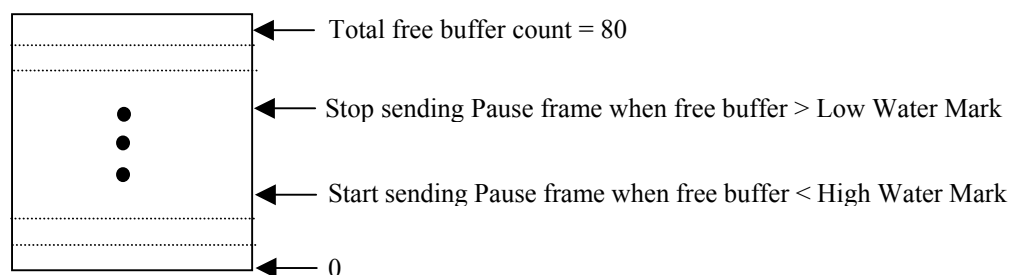 Total free buffer count = 80
Stop sending Pause frame when free buffer > Low Water Mark
Start sending Pause frame when free buffer < High Water Mark
0